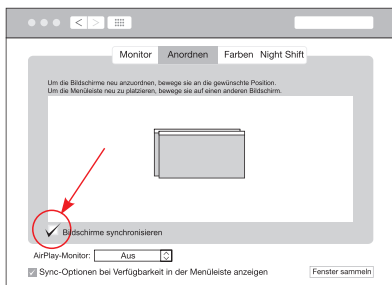 Monitor Anordnen Farben Night Shift
Um die Bildschirme neu anzuordnen, bewege sie an die gewünschte Position.
Um die Menüleiste neu zu platzieren, bewege sie auf einen anderen Bildschirm.
Bildschirme synchronisieren
AirPlay-Monitor: Aus
Sync-Optionen bei Verfügbarkeit in der Menüleiste anzeigen Fenster sammeln